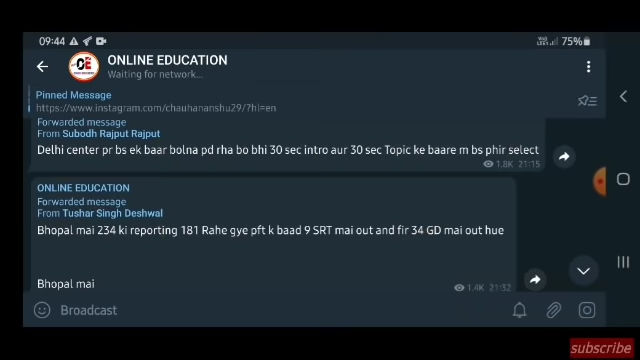 09:44 75%
ONLINE EDUCATION
Waiting for network...
Pinned Message
https://www.instagram.com/chauhananshu29/?hl=en
Forwarded message
From Subodh Rajput Rajput
Delhi center pr bs ek baar bolna pd rha bo bhi 30 sec intro aur 30 sec Topic ke baare m bs phir select
1.8K 21:15
ONLINE EDUCATION
Forwarded message
From Tushar Singh Deshwal
Bhopal mai 234 ki reporting 181 Rahe gye pft k baad 9 SRT mai out and fir 34 GD mai out hue
Bhopal mai
1.4K 21:32
Broadcast
subscribe